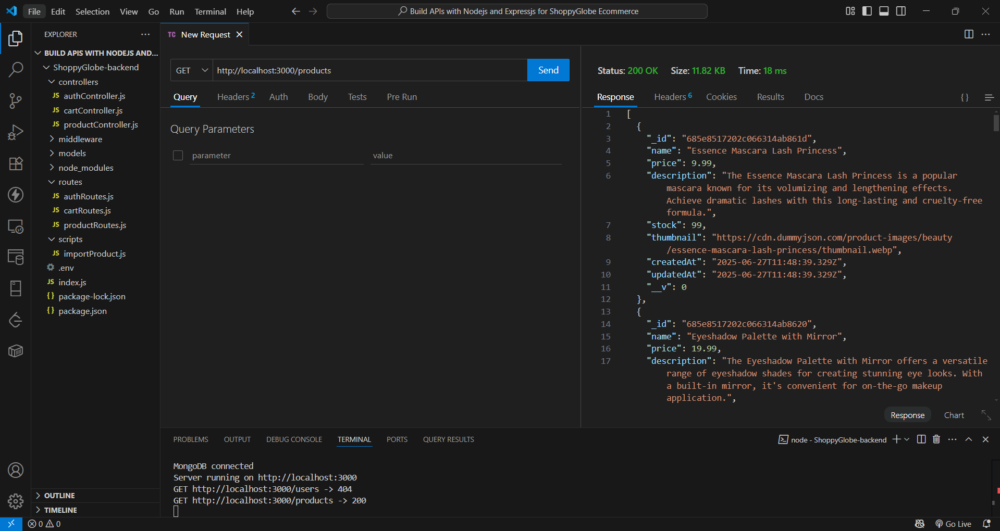 File Edit Selection View Go Run Terminal Help
Build APIs with Nodejs and Expressjs for ShoppyGlobe Ecommerce
EXPLORER
BUILD APIS WITH NODEJS AND...
ShoppyGlobe-backend
controllers
JS authController.js
JS cartController.js
JS productController.js
middleware
models
node_modules
routes
JS authRoutes.js
JS cartRoutes.js
JS productRoutes.js
scripts
JS importProduct.js
.env
JS index.js
{} package-lock.json
{} package.json
OUTLINE
TIMELINE
TC New Request
GET http://localhost:3000/products Send
Query Headers 2 Auth Body Tests Pre Run
Query Parameters
parameter value
Status: 200 OK Size: 11.82 KB Time: 18 ms
Response Headers 6 Cookies Results Docs {}
1 [
2 {
3 "_id": "685e8517202c066314ab861d",
4 "name": "Essence Mascara Lash Princess",
5 "price": 9.99,
6 "description": "The Essence Mascara Lash Princess is a popular
mascara known for its volumizing and lengthening effects.
Achieve dramatic lashes with this long-lasting and cruelty-free
formula.",
7 "stock": 99,
8 "thumbnail": "https://cdn.dummyjson.com/product-images/beauty
/essence-mascara-lash-princess/thumbnail.webp",
9 "createdAt": "2025-06-27T11:48:39.329Z",
10 "updatedAt": "2025-06-27T11:48:39.329Z",
11 "__v": 0
12 },
13 {
14 "_id": "685e8517202c066314ab8620",
15 "name": "Eyeshadow Palette with Mirror",
16 "price": 19.99,
17 "description": "The Eyeshadow Palette with Mirror offers a versatile
range of eyeshadow shades for creating stunning eye looks. With
a built-in mirror, it's convenient for on-the-go makeup
application.",
Response Chart
PROBLEMS OUTPUT DEBUG CONSOLE TERMINAL PORTS QUERY RESULTS
node - ShoppyGlobe-backend
MongoDB connected
Server running on http://localhost:3000
GET http://localhost:3000/users -> 404
GET http://localhost:3000/products -> 200
0 0
Go Live